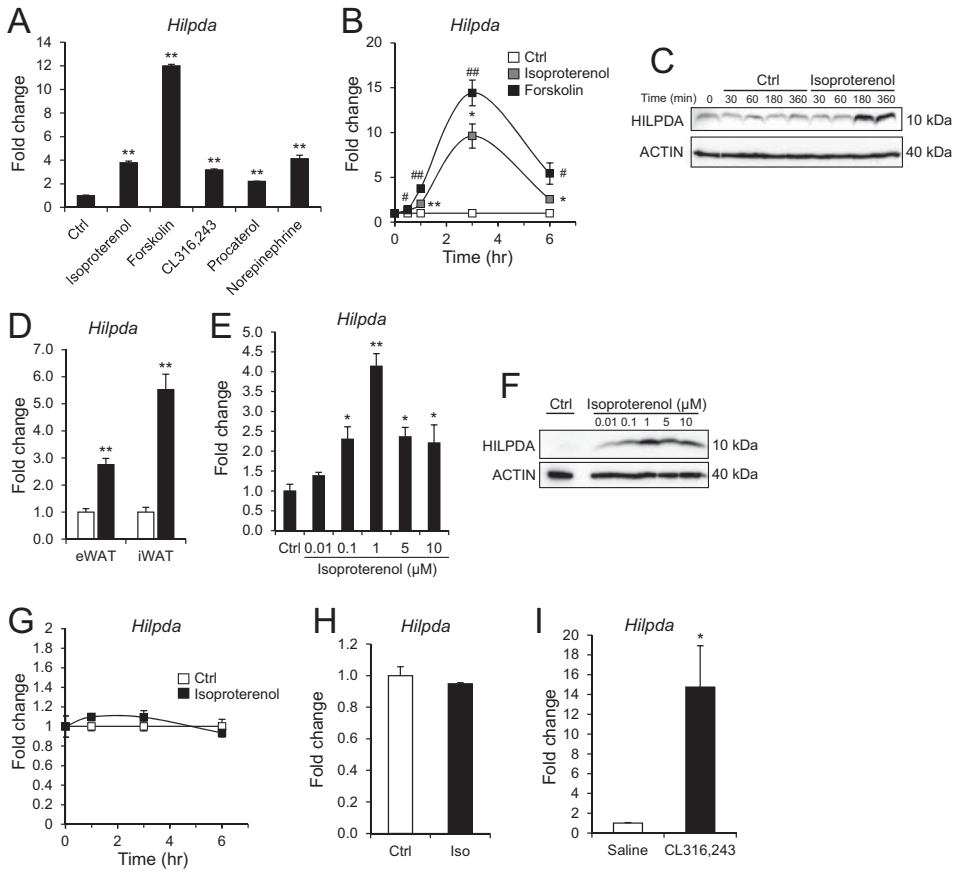 A
Hilpda
Fold change
14
12
10
8
6
4
2
0
**
**
**
**
**
Ctrl
Isoproterenol
Forskolin
CL316,243
Procaterol
Norepinephrine
B
Hilpda
Fold change
20
15
10
5
0
Ctrl
Isoproterenol
Forskolin
##
*
##
#
**
#
*
0 2 4 6
Time (hr)
C
Ctrl Isoproterenol
Time (min) 0 30 60 180 360 30 60 180 360
HILPDA 10 kDa
ACTIN 40 kDa
D
Hilpda
Fold change
7.0
6.0
5.0
4.0
3.0
2.0
1.0
0.0
**
**
eWAT iWAT
E
Hilpda
Fold change
5.0
4.5
4.0
3.5
3.0
2.5
2.0
1.5
1.0
0.5
0.0
*
**
*
*
Ctrl 0.01 0.1 1 5 10
Isoproterenol (μM)
F
Ctrl Isoproterenol (μM)
0.01 0.1 1 5 10
HILPDA 10 kDa
ACTIN 40 kDa
G
Hilpda
Fold change
2
1.8
1.6
1.4
1.2
1
0.8
0.6
0.4
0.2
0
Ctrl
Isoproterenol
0 2 4 6
Time (hr)
H
Hilpda
Fold change
1.2
1.0
0.8
0.6
0.4
0.2
0.0
Ctrl Iso
I
Hilpda
Fold change
20
18
16
14
12
10
8
6
4
2
0
*
Saline CL316,243